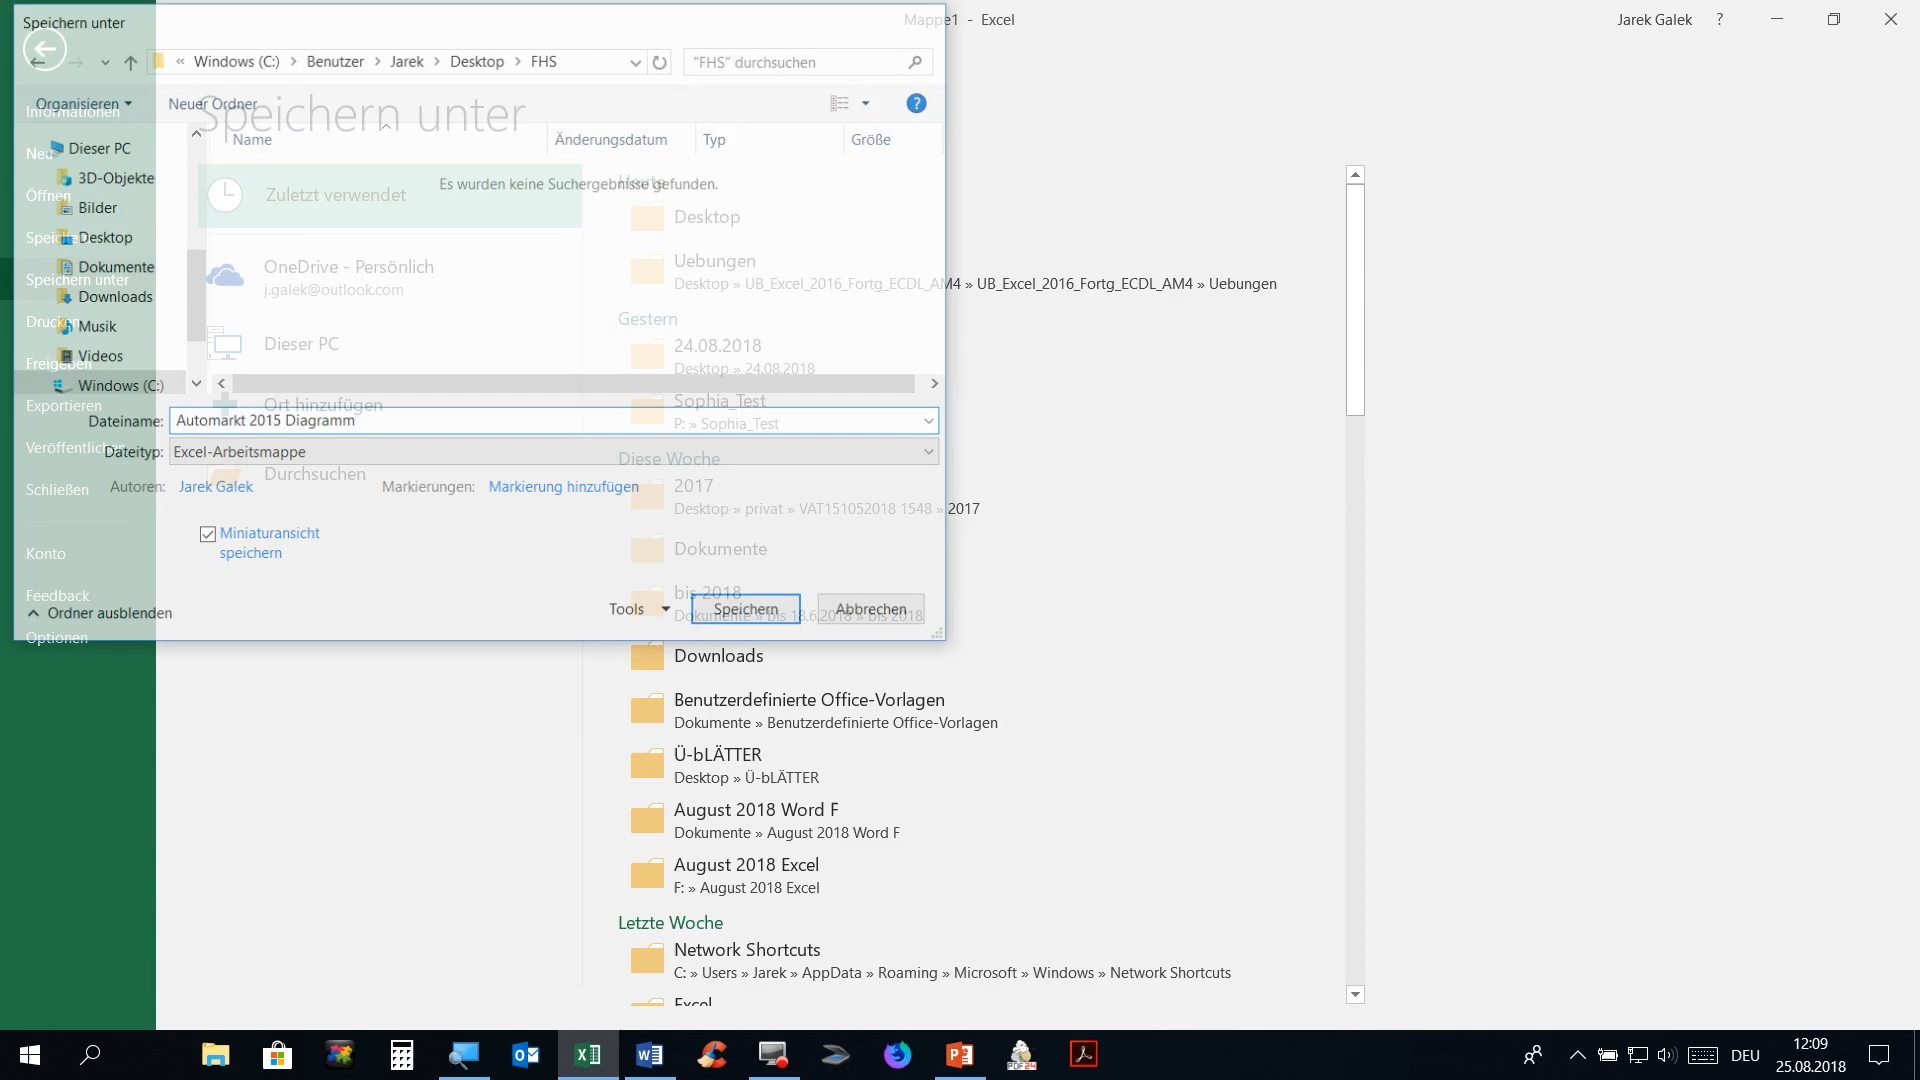 Speichern unter
Mappe1 - Excel
Jarek Galek
?
« Windows (C:) > Benutzer > Jarek > Desktop > FHS
"FHS" durchsuchen
Organisieren
Neuer Ordner
?
Name
Änderungsdatum
Typ
Größe
Es wurden keine Suchergebnisse gefunden.
Dieser PC
3D-Objekte
Bilder
Desktop
Dokumente
Downloads
Musik
Videos
Windows (C:)
Dateiname:
Automarkt 2015 Diagramm
Dateityp:
Excel-Arbeitsmappe
Autoren:
Jarek Galek
Markierungen:
Markierung hinzufügen
Miniaturansicht
speichern
Ordner ausblenden
Tools
Speichern
Abbrechen
Informationen
Neu
Öffnen
Speichern unter
Drucken
Freigeben
Exportieren
Veröffentlichen
Schließen
Konto
Feedback
Optionen
Speichern unter
Zuletzt verwendet
OneDrive - Persönlich
j.galek@outlook.com
Dieser PC
Ort hinzufügen
Durchsuchen
Heute
Desktop
Uebungen
Desktop » UB_Excel_2016_Fortg_ECDL_AM4 » UB_Excel_2016_Fortg_ECDL_AM4 » Uebungen
Gestern
24.08.2018
Desktop » 24.08.2018
Sophia_Test
P: » Sophia_Test
Diese Woche
2017
Desktop » privat » VAT151052018 1548 » 2017
Dokumente
bis 2018
Dokumente » bis 18.6.2018 » bis 2018
Downloads
Benutzerdefinierte Office-Vorlagen
Dokumente » Benutzerdefinierte Office-Vorlagen
Ü-bLÄTTER
Desktop » Ü-bLÄTTER
August 2018 Word F
Dokumente » August 2018 Word F
August 2018 Excel
F: » August 2018 Excel
Letzte Woche
Network Shortcuts
C: » Users » Jarek » AppData » Roaming » Microsoft » Windows » Network Shortcuts
Excel
PDF24
DEU
12:09
25.08.2018